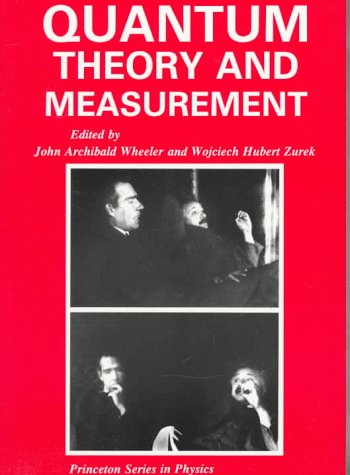 QUANTUM
THEORY AND
MEASUREMENT
Edited by
John Archibald Wheeler and Wojciech Hubert Zurek
Princeton Series in Physics